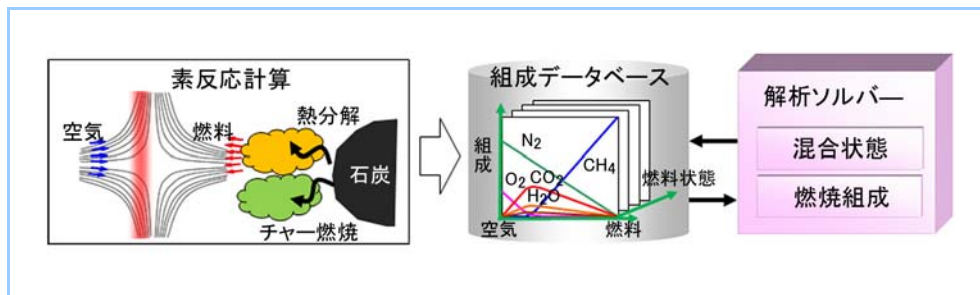 素反応計算
空気
燃料
熱分解
石炭
チャー燃焼
組成データベース
組成
N2
O2
CO2
H2O
CH4
燃料状態
空気
燃料
解析ソルバー
混合状態
燃焼組成